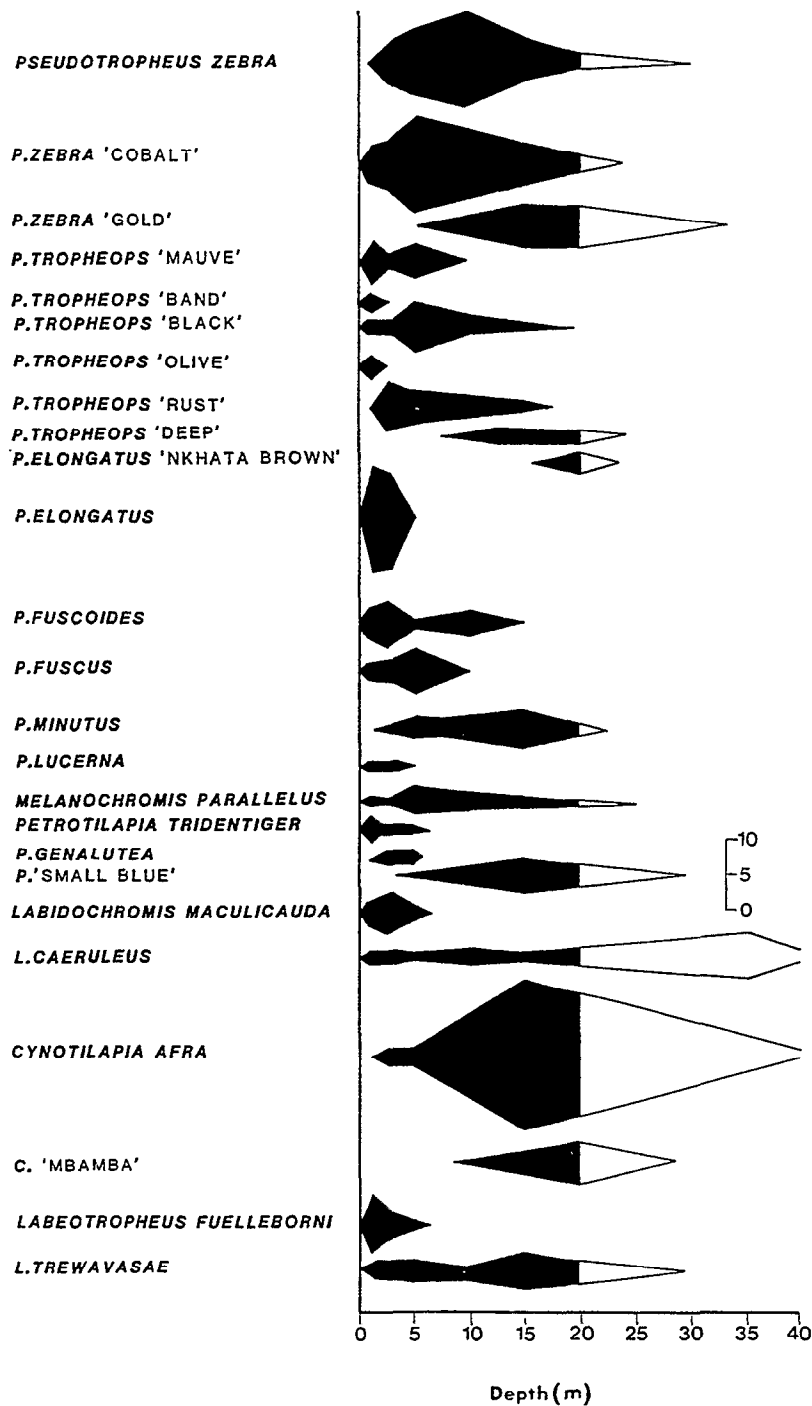 PSEUDOTROPHEUS ZEBRA
P.ZEBRA 'COBALT'
P.ZEBRA 'GOLD'
P.TROPHEOPS 'MAUVE'
P.TROPHEOPS 'BAND'
P.TROPHEOPS 'BLACK'
P.TROPHEOPS 'OLIVE'
P.TROPHEOPS 'RUST'
P.TROPHEOPS 'DEEP'
P.ELONGATUS 'NKHATA BROWN'
P.ELONGATUS
P.FUSCOIDES
P.FUSCUS
P.MINUTUS
P.LUCERNA
MELANOCHROMIS PARALLELUS
PETROTILAPIA TRIDENTIGER
P.GENALUTEA
P.'SMALL BLUE'
LABIDOCHROMIS MACULICAUDA
L.CAERULEUS
CYNOTILAPIA AFRA
C. 'MBAMBA'
LABEOTROPHEUS FUELLEBORNI
L.TREWAVASAE
10
5
0
0 5 10 15 20 25 30 35 40
Depth (m)